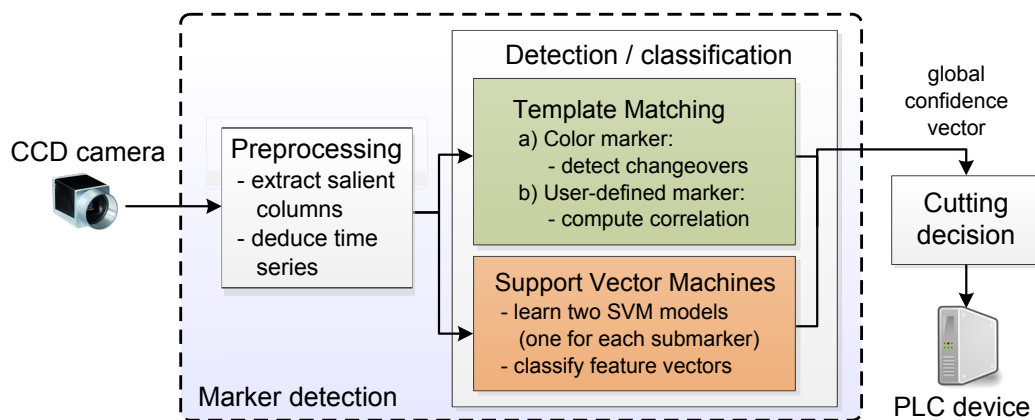 CCD camera
Preprocessing
- extract salient
columns
- deduce time
series
Detection / classification
Template Matching
a) Color marker:
- detect changeovers
b) User-defined marker:
- compute correlation
Support Vector Machines
- learn two SVM models
(one for each submarker)
- classify feature vectors
Marker detection
global
confidence
vector
Cutting
decision
PLC device